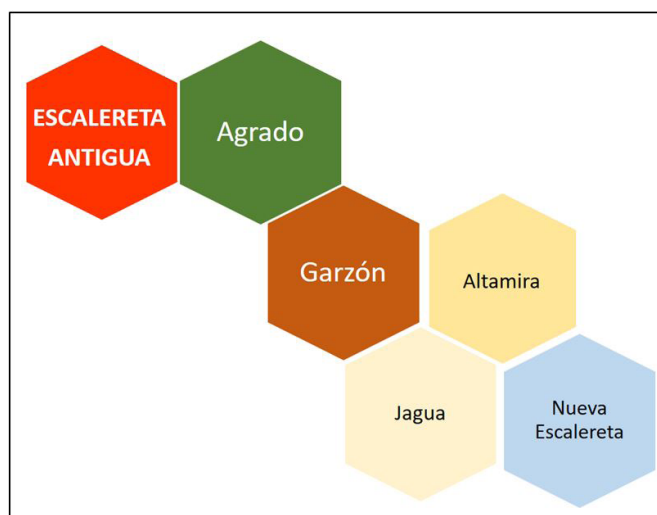 ESCALERETA
ANTIGUA
Agrado
Garzón
Altamira
Jagua
Nueva
Escalereta